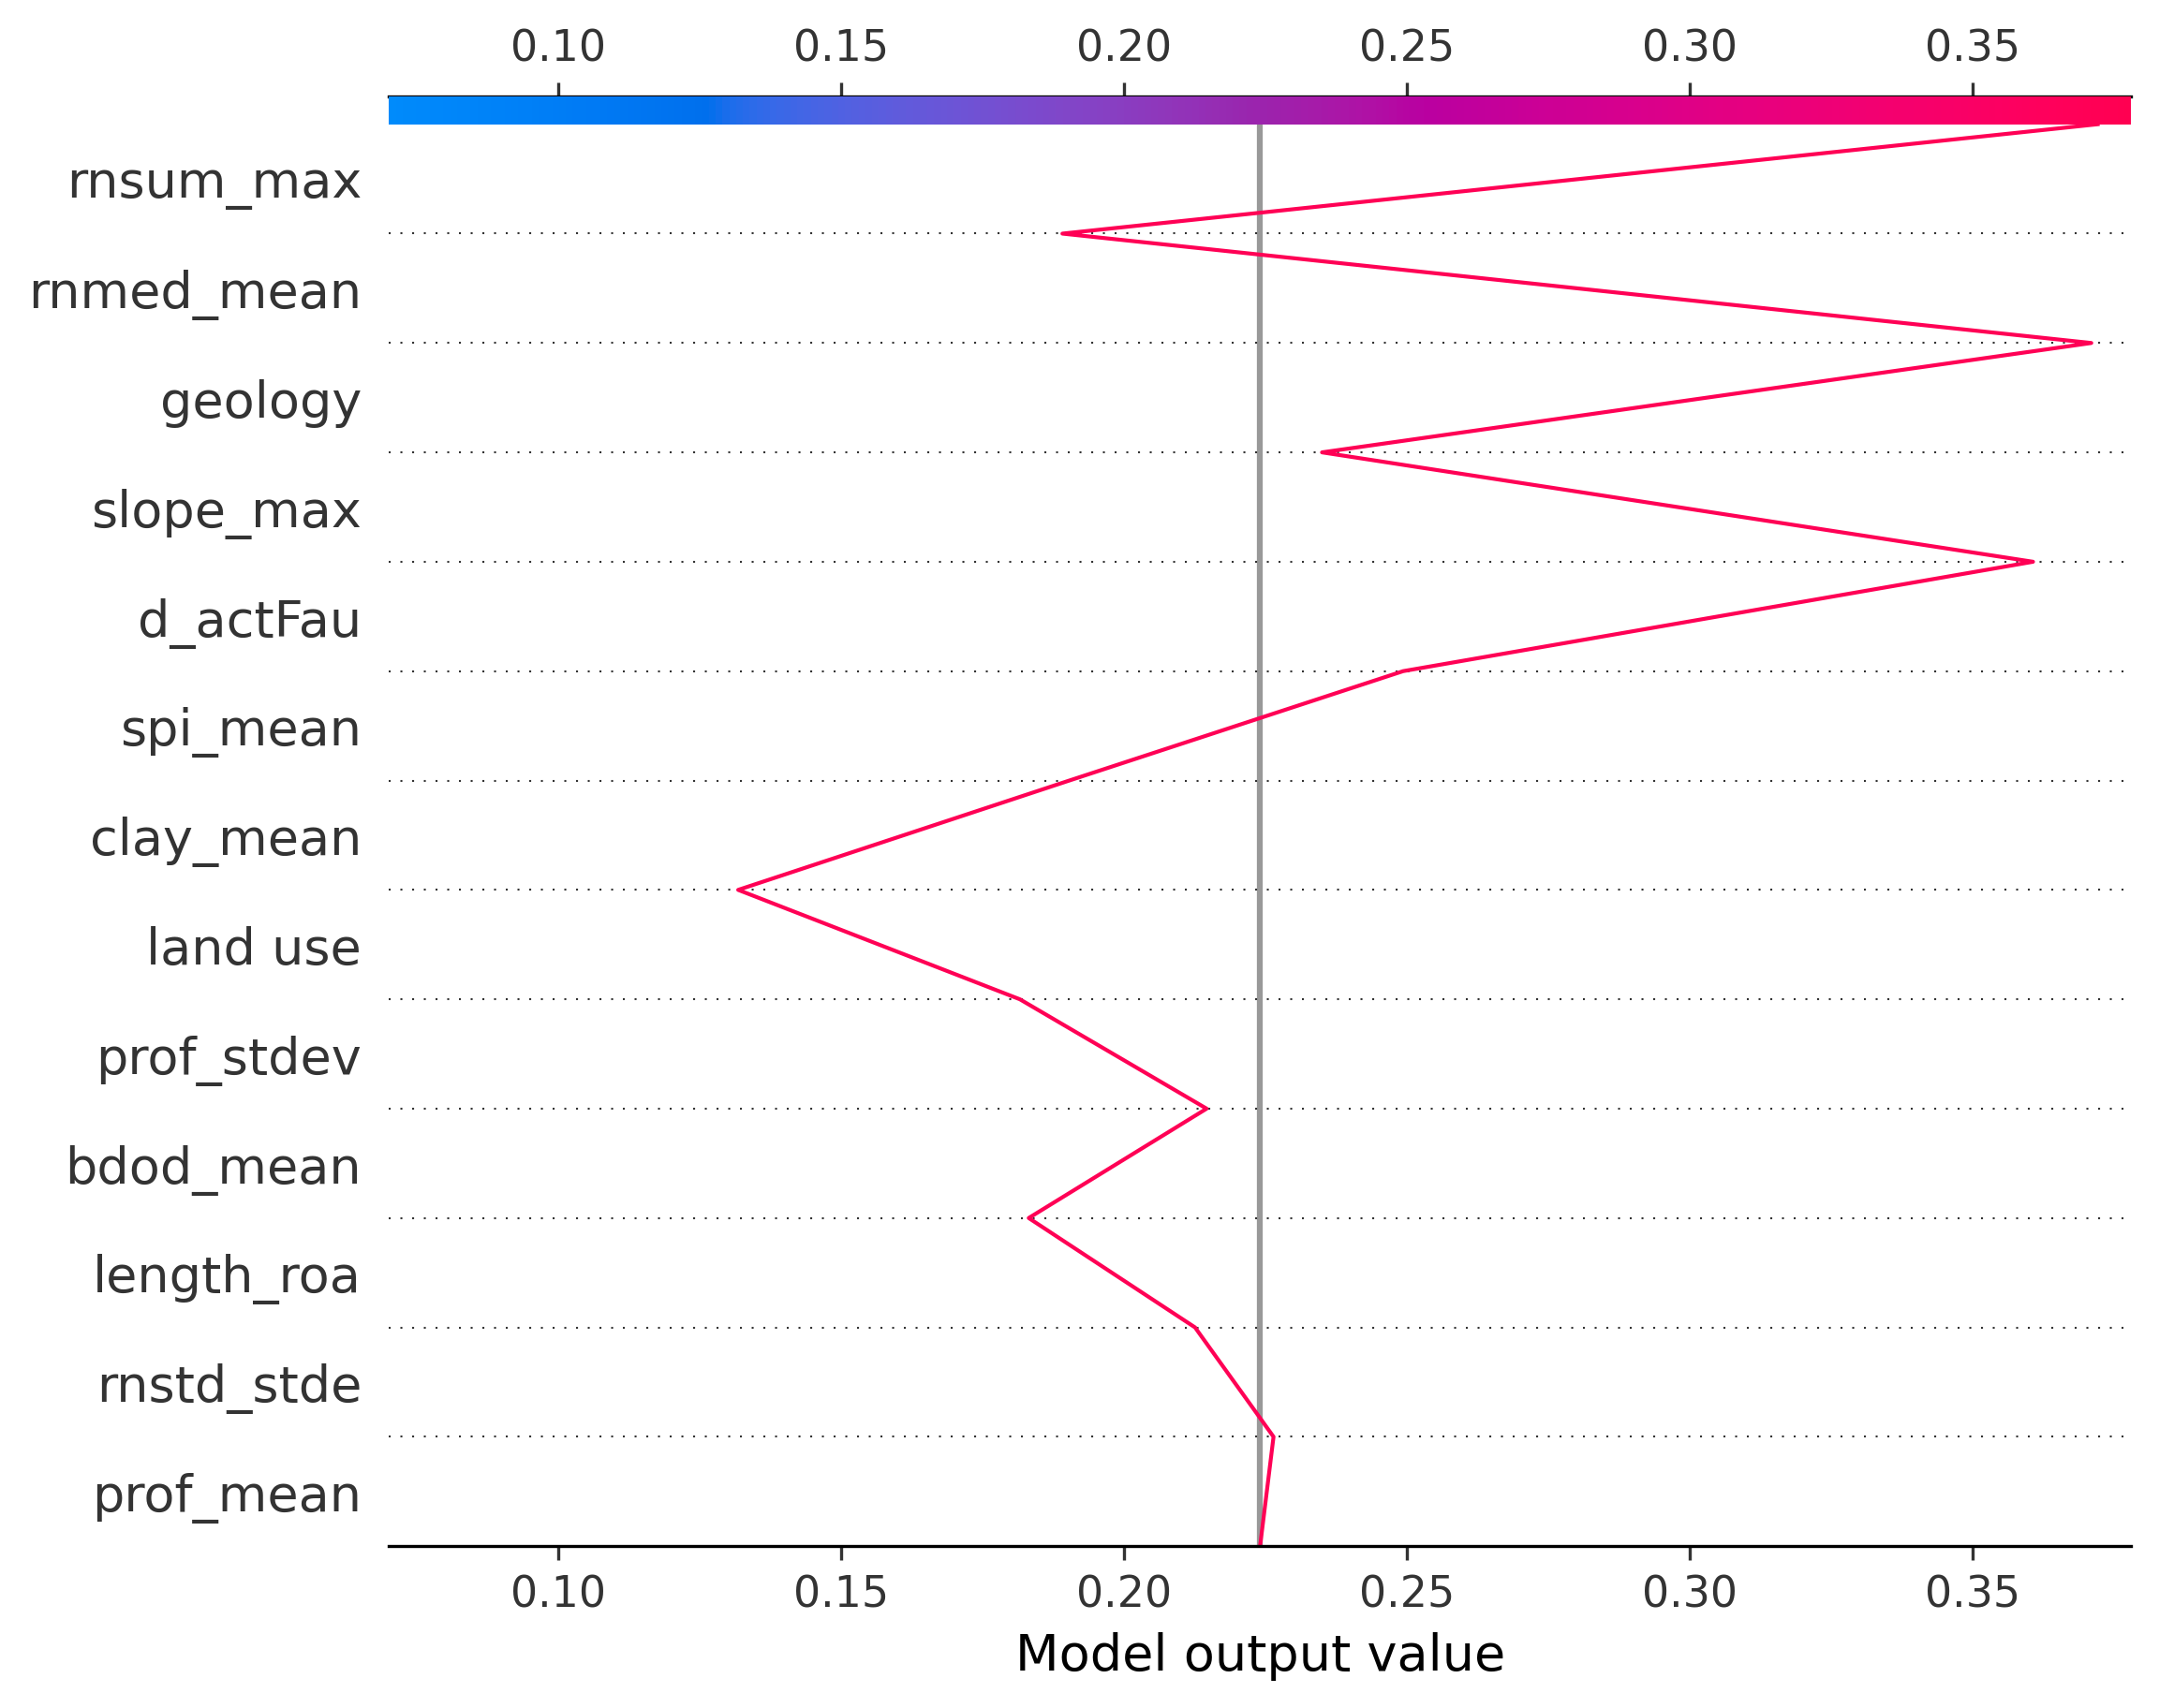 0.10 0.15 0.20 0.25 0.30 0.35
rnsum_max
rnmed_mean
geology
slope_max
d_actFau
spi_mean
clay_mean
land use
prof_stdev
bdod_mean
length_roa
rnstd_stde
prof_mean
0.10 0.15 0.20 0.25 0.30 0.35
Model output value